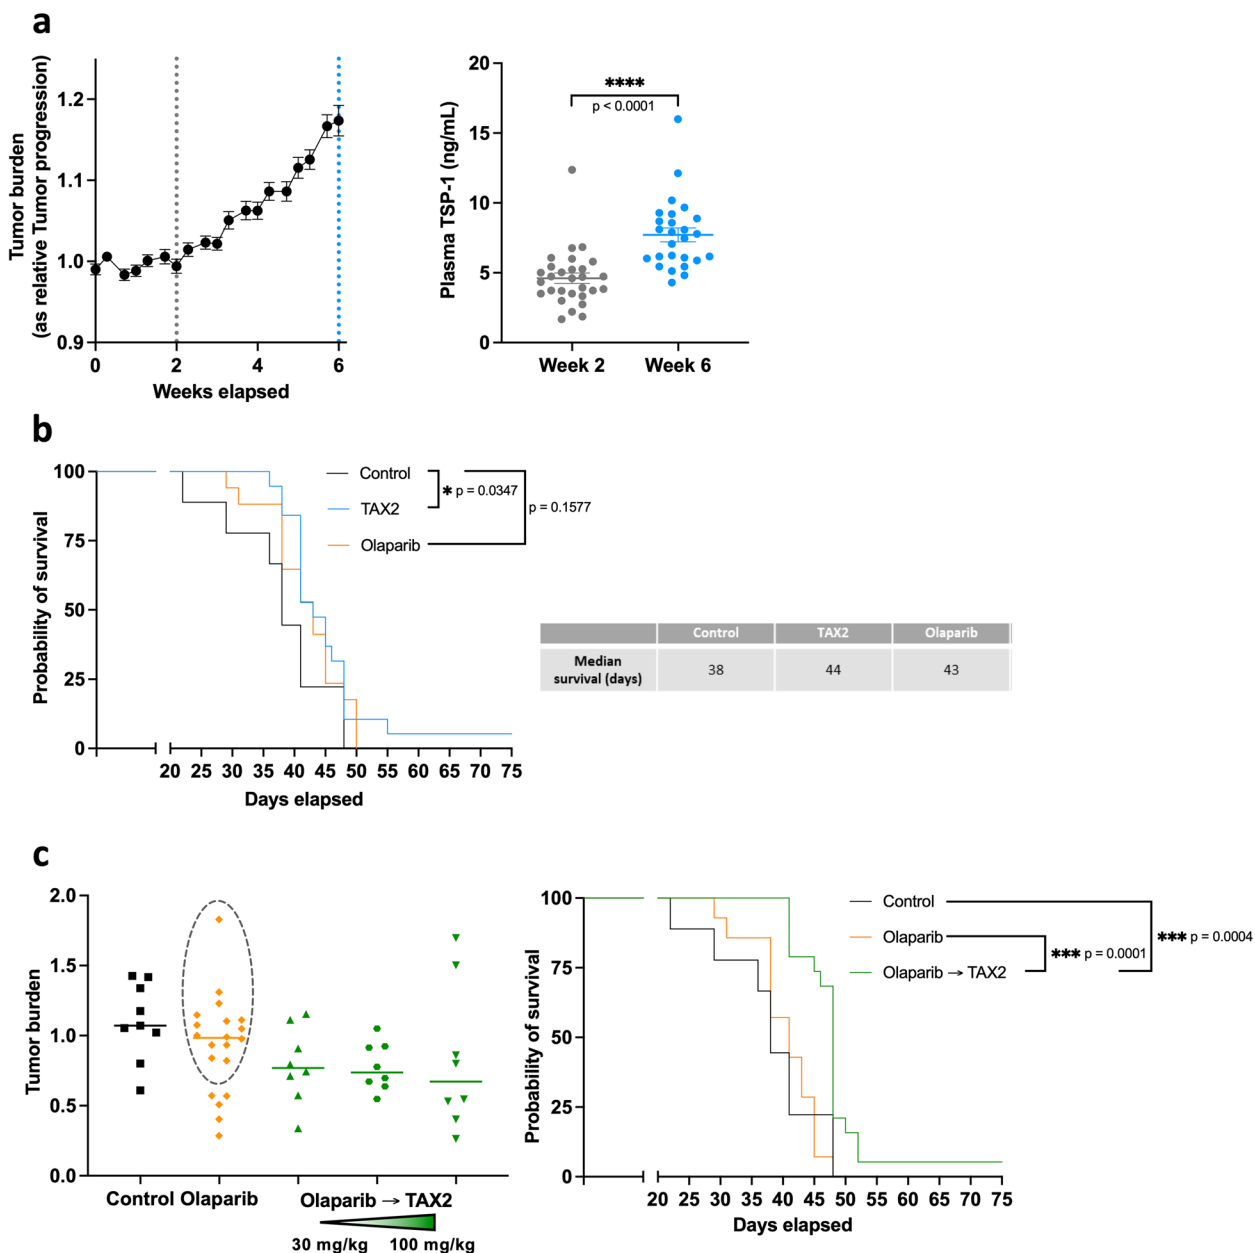 a
Tumor burden
(as relative Tumor progression)
1.2
1.1
1.0
0.9
0
2
4
6
Weeks elapsed
Plasma TSP-1 (ng/mL)
20
15
10
5
0
****
p < 0.0001
Week 2
Week 6
b
Probability of survival
100
75
50
25
0
20 25 30 35 40 45 50 55 60 65 70 75
Days elapsed
Control
TAX2
Olaparib
* p = 0.0347
p = 0.1577
Control TAX2 Olaparib
Median
survival (days)
38 44 43
c
Tumor burden
2.0
1.5
1.0
0.5
0.0
Control Olaparib Olaparib → TAX2
30 mg/kg 100 mg/kg
Probability of survival
100
75
50
25
0
20 25 30 35 40 45 50 55 60 65 70 75
Days elapsed
Control
Olaparib
Olaparib → TAX2
*** p = 0.0001
*** p = 0.0004